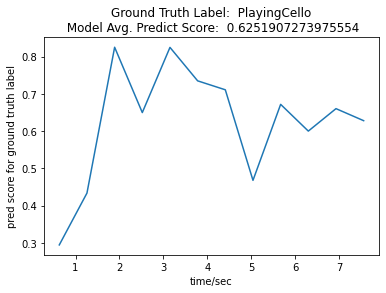 Ground Truth Label:  PlayingCello
Model Avg. Predict Score:  0.6251907273975554
pred score for ground truth label
0.8
0.7
0.6
0.5
0.4
0.3
1 2 3 4 5 6 7
time/sec